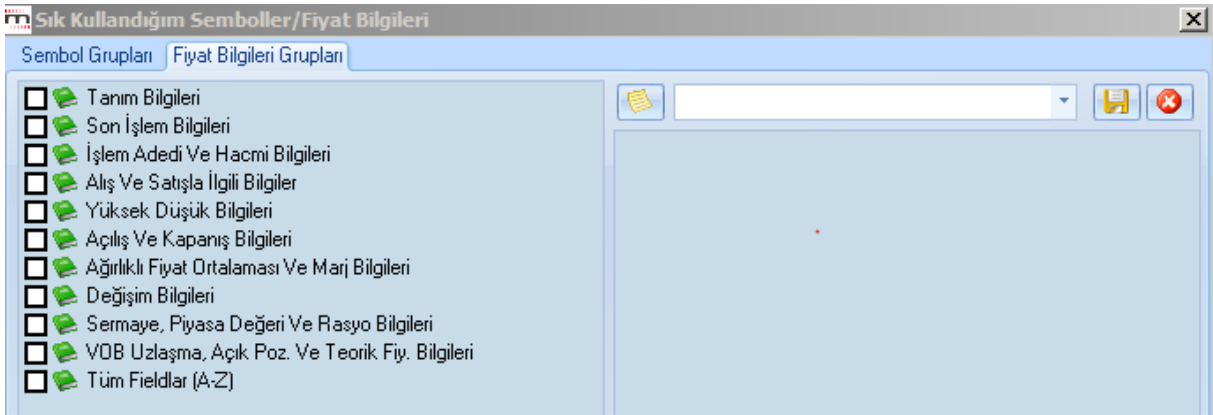 Sık Kullandığım Semboller/Fiyat Bilgileri
Sembol Grupları Fiyat Bilgileri Grupları
Tanım Bilgileri
Son İşlem Bilgileri
İşlem Adedi Ve Hacmi Bilgileri
Alış Ve Satışla İlgili Bilgiler
Yüksek Düşük Bilgileri
Açılış Ve Kapanış Bilgileri
Ağırlıklı Fiyat Ortalaması Ve Marj Bilgileri
Değişim Bilgileri
Sermaye, Piyasa Değeri Ve Rasyo Bilgileri
VOB Uzlaşma, Açık Poz. Ve Teorik Fiy. Bilgileri
Tüm Fieldlar (A-Z)